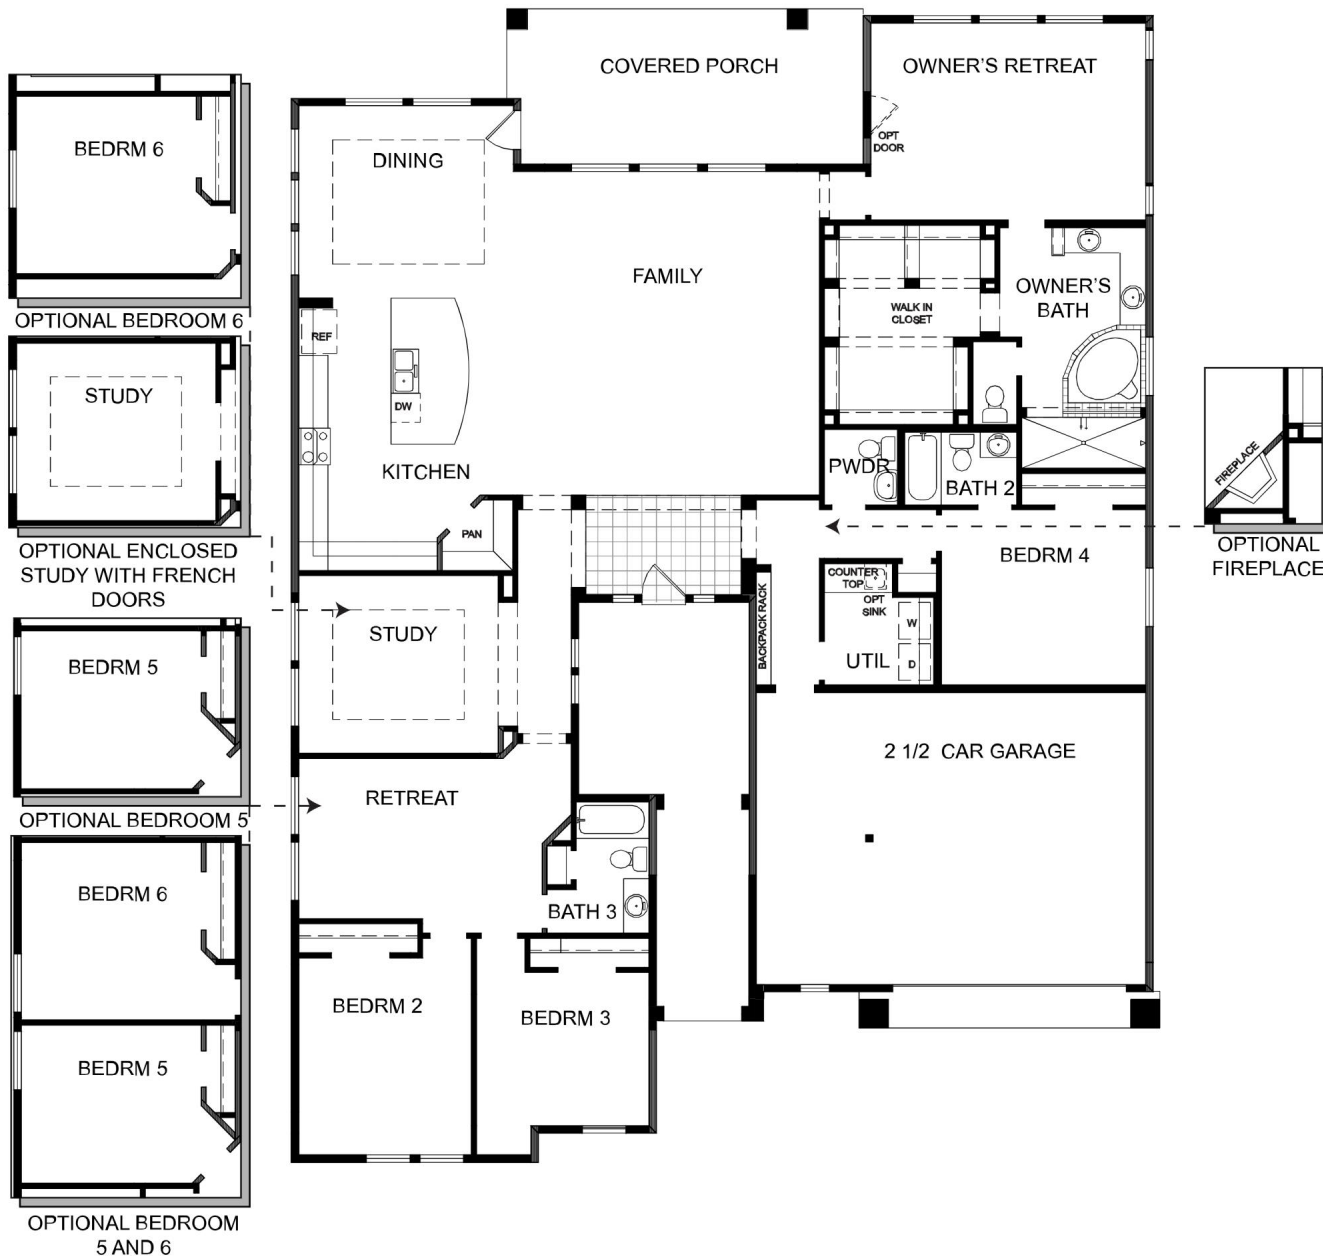 COVERED PORCH
OWNER'S RETREAT
OPT
DOOR
DINING
FAMILY
WALK IN
CLOSET
OWNER'S
BATH
REF
DW
KITCHEN
PAN
PWDR
BATH 2
BEDRM 4
COUNTER
TOP
OPT
SINK
W
D
UTIL
BACKPACK RACK
STUDY
2 1/2 CAR GARAGE
RETREAT
BATH 3
BEDRM 2
BEDRM 3
BEDRM 6
OPTIONAL BEDROOM 6
STUDY
OPTIONAL ENCLOSED
STUDY WITH FRENCH
DOORS
BEDRM 5
OPTIONAL BEDROOM 5
BEDRM 6
BEDRM 5
OPTIONAL BEDROOM
5 AND 6
FIREPLACE
OPTIONAL
FIREPLACE